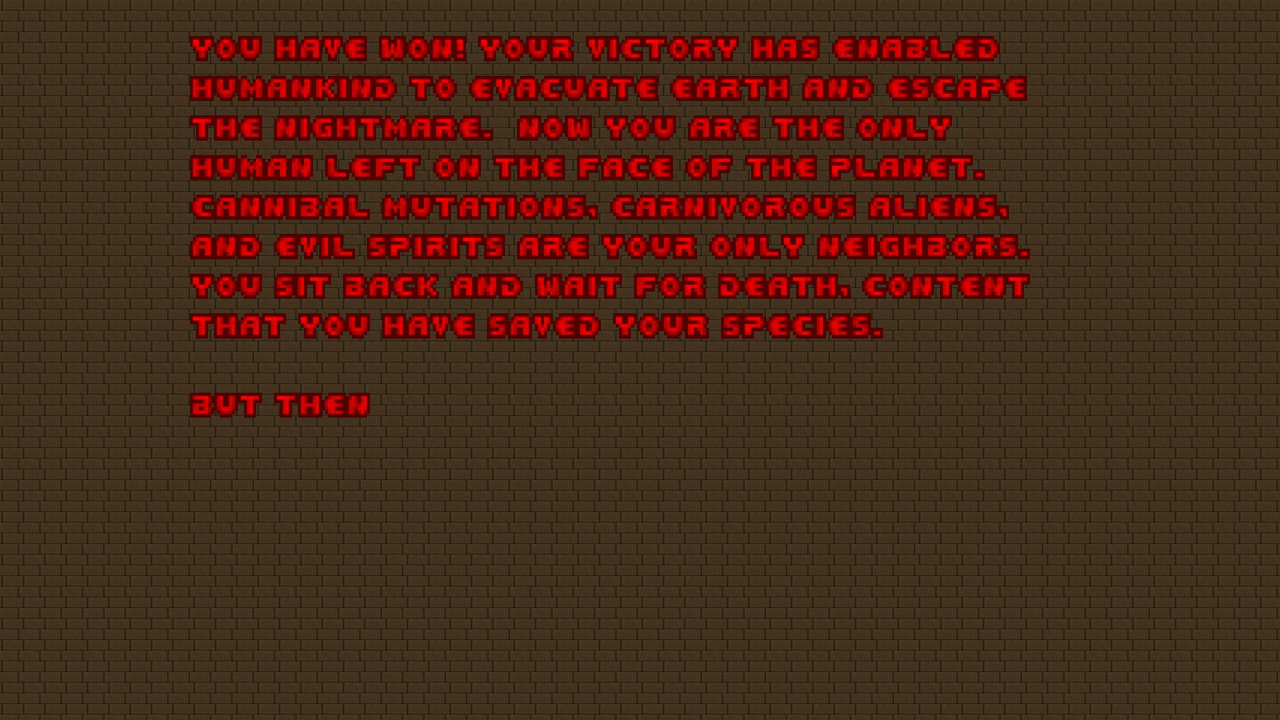 YOU HAVE WON! YOUR VICTORY HAS ENABLED
HUMANKIND TO EVACUATE EARTH AND ESCAPE
THE NIGHTMARE.  NOW YOU ARE THE ONLY
HUMAN LEFT ON THE FACE OF THE PLANET.
CANNIBAL MUTATIONS, CARNIVOROUS ALIENS,
AND EVIL SPIRITS ARE YOUR ONLY NEIGHBORS.
YOU SIT BACK AND WAIT FOR DEATH, CONTENT
THAT YOU HAVE SAVED YOUR SPECIES.
BUT THEN